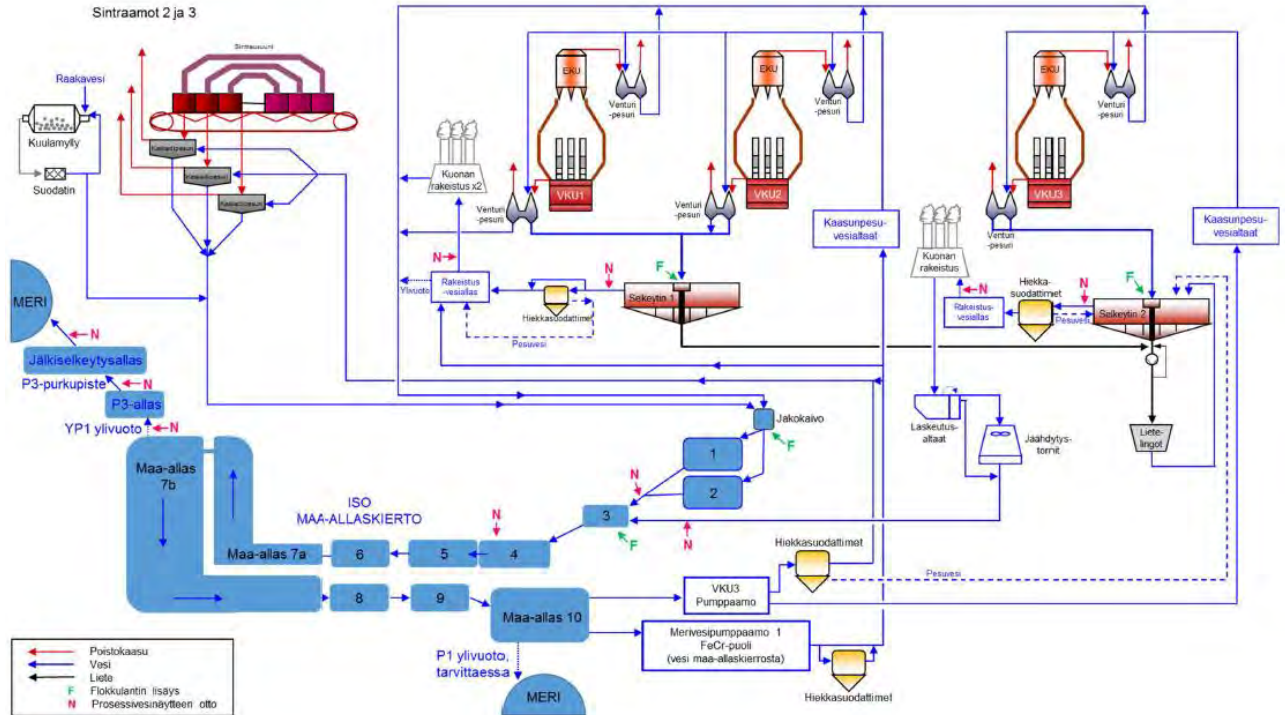 Sintraamot 2 ja 3
Sintrausuuni
Raakavesi
Kuulamylly
Suodatin
EKU
Venturi
-pesuri
EKU
Venturi
-pesuri
EKU
Venturi
-pesuri
Kuonan
rakeistus x2
VKU1
VKU2
VKU3
Venturi
-pesuri
Venturi
-pesuri
Venturi
-pesuri
Kaasunpesu-
vesialtaat
Kaasunpesu-
vesialtaat
Kuonan
rakeistus
N
F
N
Ylivuoto
Rakeistus
-vesiallas
Hiekkasuodattimet
Pesuvesi
Selkeytin 1
N
Hiekka-
suodattimet
N
F
Rakeistus-
vesiallas
Pesuvesi
Selkeytin 2
MERI
N
Jälkiselkeytysallas
P3-purkupiste
N
P3-allas
YP1 ylivuoto
N
Jakokaivo
F
Laskeutus-
altaat
Jäähdytys-
tornit
Liete-
lingot
Maa-allas
7b
1
2
N
3
F
N
ISO
MAA-ALLASKIERTO
N
4
5
6
Maa-allas 7a
8
9
Maa-allas 10
VKU3
Pumppaamo
Hiekkasuodattimet
Pesuvesi
Merivesipumppaamo 1
FeCr-puoli
(vesi maa-allaskierrosta)
Hiekkasuodattimet
P1 ylivuoto,
tarvittaessa
MERI
Poistokaasu
Vesi
Liete
F Flokkulantin lisäys
N Prosessivesinäytteen otto